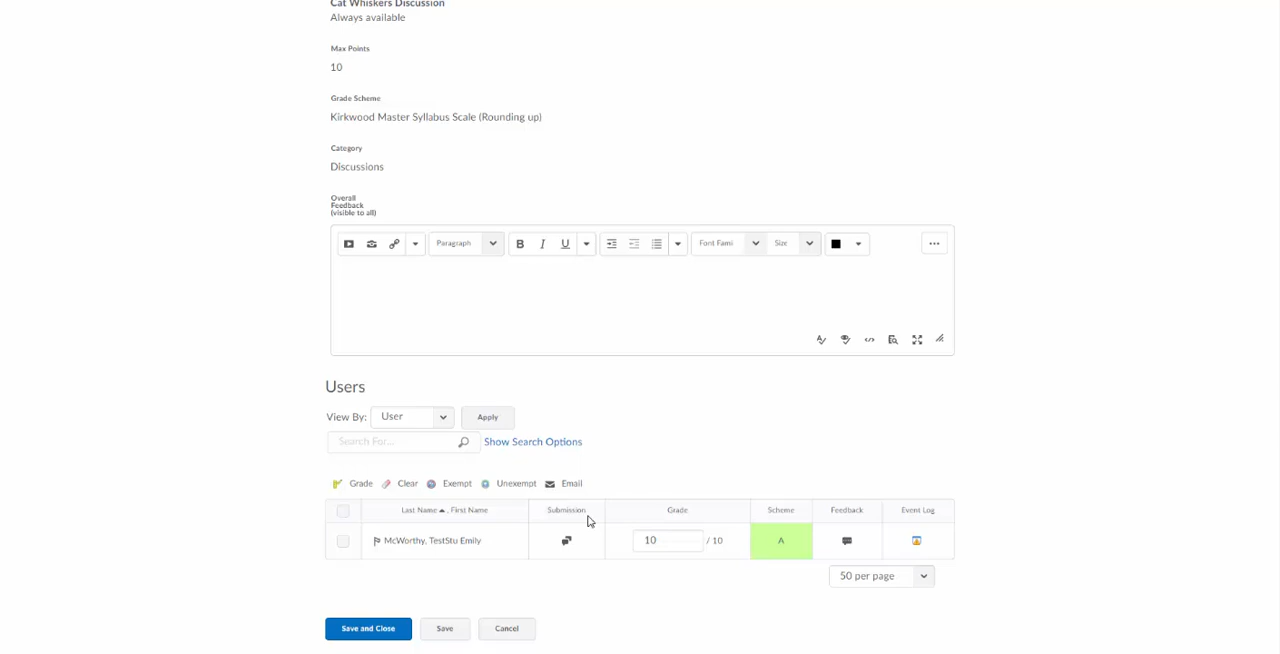 Cat Whiskers Discussion
Always available
Max Points
10
Grade Scheme
Kirkwood Master Syllabus Scale (Rounding up)
Category
Discussions
Overall
Feedback
(visible to all)
Paragraph B I U Font Fami Size ...
Users
View By: User Apply
Search For... Show Search Options
Grade Clear Exempt Unexempt Email
Last Name , First Name Submission Grade Scheme Feedback Event Log
McWorthy, TestStu Emily 10 / 10 A
50 per page
Save and Close Save Cancel